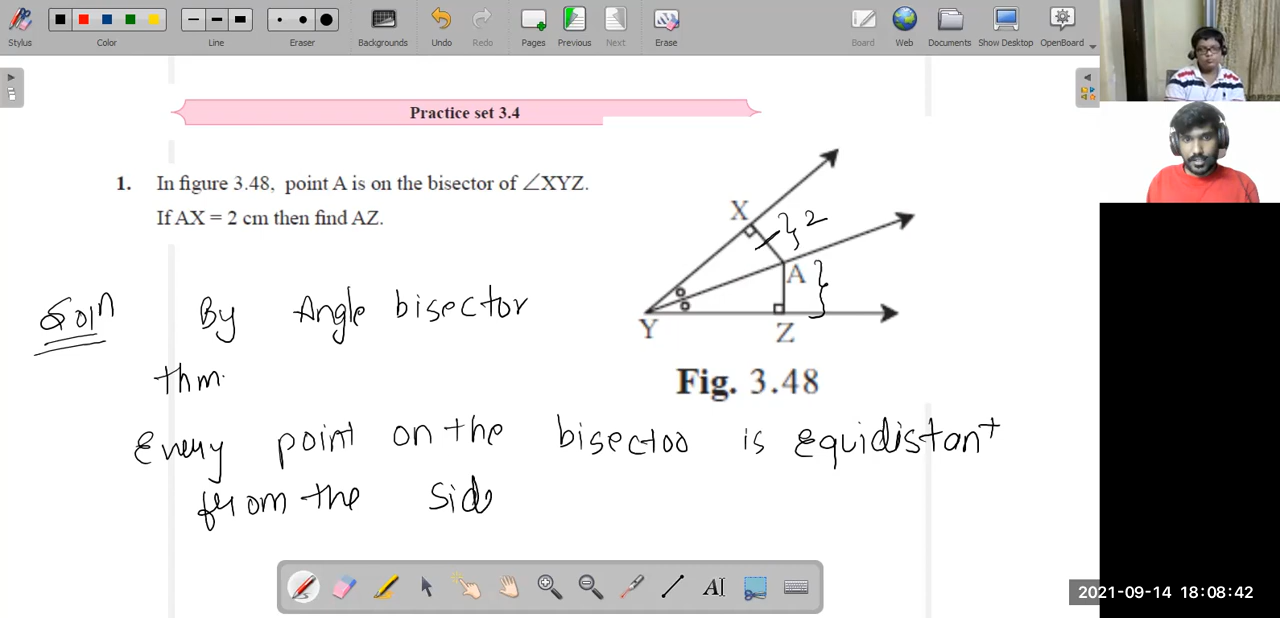 Stylus
Color
Line
Eraser
Backgrounds
Undo
Redo
Pages
Previous
Next
Erase
Board
Web
Documents
Show Desktop
OpenBoard
Practice set 3.4
1. In figure 3.48, point A is on the bisector of ∠XYZ.
If AX = 2 cm then find AZ.
X
2
A
Y
Z
Fig. 3.48
Soln By Angle bisector
thm.
Every point on the bisector is equidistant
from the side
AI
2021-09-14 18:08:42